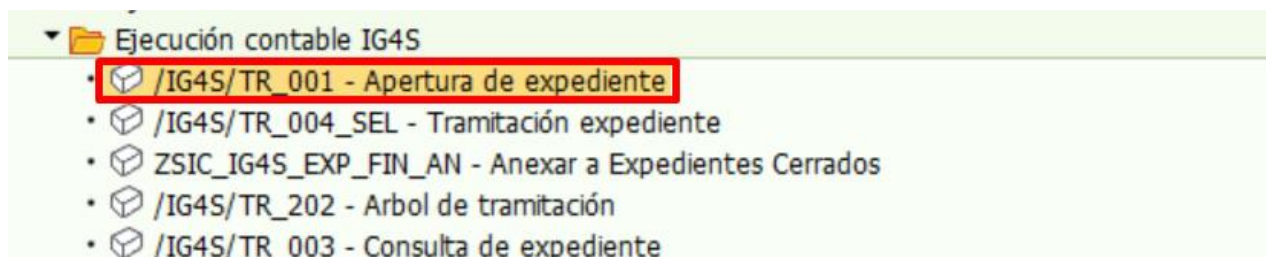 Ejecución contable IG4S
/IG4S/TR_001 - Apertura de expediente
/IG4S/TR_004_SEL - Tramitación expediente
ZSIC_IG4S_EXP_FIN_AN - Anexar a Expedientes Cerrados
/IG4S/TR_202 - Arbol de tramitación
/IG4S/TR_003 - Consulta de expediente